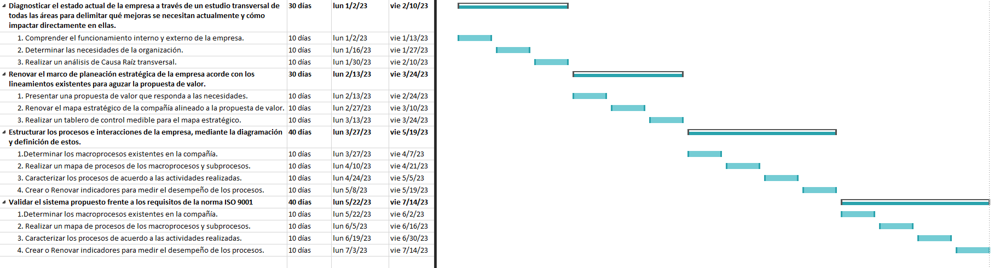 Diagnosticar el estado actual de la empresa a través de un estudio transversal de 30 días lun 1/2/23 vie 2/10/23
todas las áreas para delimitar qué mejoras se necesitan actualmente y cómo
impactar directamente en ellas.
1. Comprender el funcionamiento interno y externo de la empresa. 10 días lun 1/2/23 vie 1/13/23
2. Determinar las necesidades de la organización. 10 días lun 1/16/23 vie 1/27/23
3. Realizar un análisis de Causa Raíz transversal. 10 días lun 1/30/23 vie 2/10/23
Renovar el marco de planeación estratégica de la empresa acorde con los 30 días lun 2/13/23 vie 3/24/23
lineamientos existentes para aguzar la propuesta de valor.
1. Presentar una propuesta de valor que responda a las necesidades. 10 días lun 2/13/23 vie 2/24/23
2. Renovar el mapa estratégico de la compañía alineado a la propuesta de valor. 10 días lun 2/27/23 vie 3/10/23
3. Realizar un tablero de control medible para el mapa estratégico. 10 días lun 3/13/23 vie 3/24/23
Estructurar los procesos e interacciones de la empresa, mediante la diagramación 40 días lun 3/27/23 vie 5/19/23
y definición de estos.
1.Determinar los macroprocesos existentes en la compañía. 10 días lun 3/27/23 vie 4/7/23
2. Realizar un mapa de procesos de los macroprocesos y subprocesos. 10 días lun 4/10/23 vie 4/21/23
3. Caracterizar los procesos de acuerdo a las actividades realizadas. 10 días lun 4/24/23 vie 5/5/23
4. Crear o Renovar indicadores para medir el desempeño de los procesos. 10 días lun 5/8/23 vie 5/19/23
Validar el sistema propuesto frente a los requisitos de la norma ISO 9001 40 días lun 5/22/23 vie 7/14/23
1.Determinar los macroprocesos existentes en la compañía. 10 días lun 5/22/23 vie 6/2/23
2. Realizar un mapa de procesos de los macroprocesos y subprocesos. 10 días lun 6/5/23 vie 6/16/23
3. Caracterizar los procesos de acuerdo a las actividades realizadas. 10 días lun 6/19/23 vie 6/30/23
4. Crear o Renovar indicadores para medir el desempeño de los procesos. 10 días lun 7/3/23 vie 7/14/23